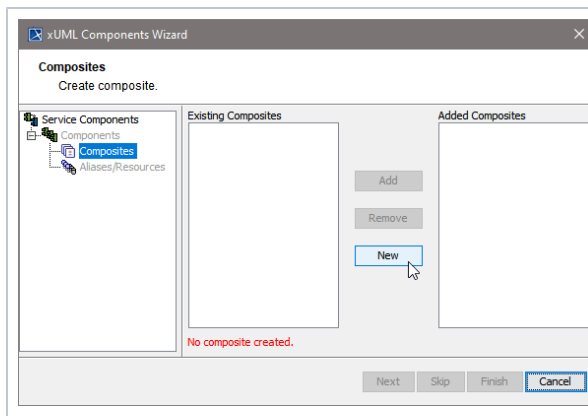 xUML Components Wizard
Composites
Create composite.
Service Components
Components
Composites
Aliases/Resources
Existing Composites
Added Composites
Add
Remove
New
No composite created.
Next
Skip
Finish
Cancel